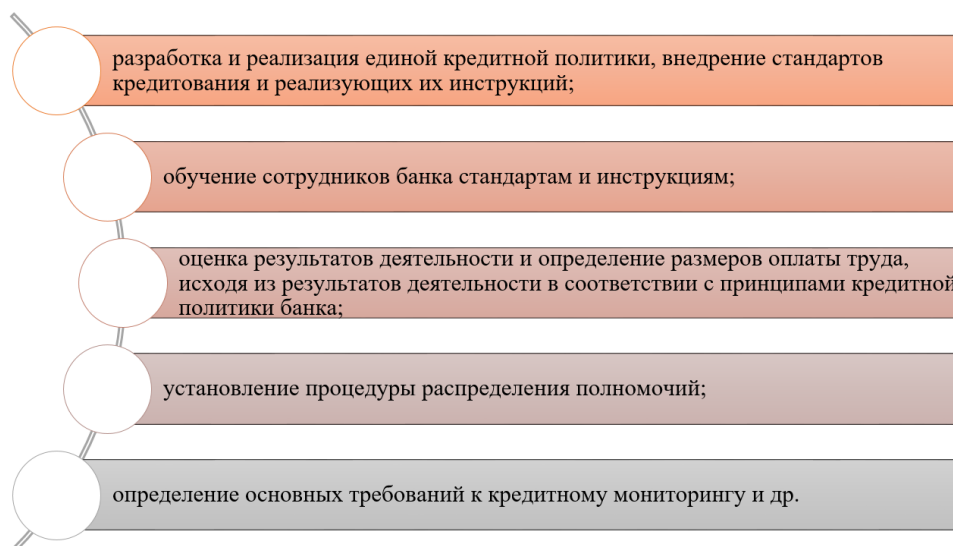 разработка и реализация единой кредитной политики, внедрение стандартов
кредитования и реализующих их инструкций;
обучение сотрудников банка стандартам и инструкциям;
оценка результатов деятельности и определение размеров оплаты труда,
исходя из результатов деятельности в соответствии с принципами кредитной
политики банка;
установление процедуры распределения полномочий;
определение основных требований к кредитному мониторингу и др.